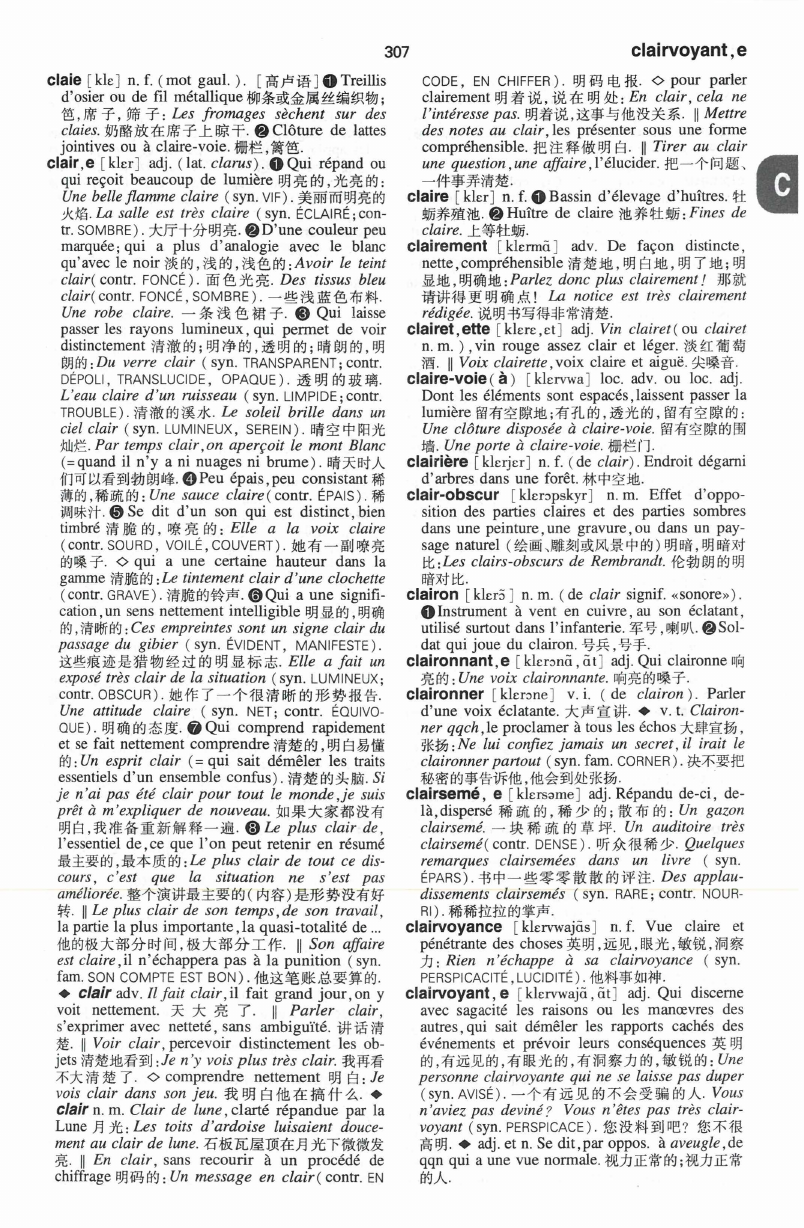 307
clairvoyant,e
claie [klɛ] n. f. (mot gaul.). [高卢语]❶Treillis
d'osier ou de fil métallique 柳条或金属丝编织物;
笆,席子,筛子: Les fromages sèchent sur des
claies. 奶酪放在席子上晾干. ❷Clôture de lattes
jointives ou à claire-voie. 栅栏,篱笆.
clair,e [klɛr] adj. (lat. clarus). ❶Qui répand ou
qui reçoit beaucoup de lumière 明亮的,光亮的:
Une belle flamme claire (syn. VIF). 美丽而明亮的
火焰. La salle est très claire (syn. ÉCLAIRÉ; con-
tr. SOMBRE). 大厅十分明亮. ❷D'une couleur peu
marquée; qui a plus d'analogie avec le blanc
qu'avec le noir 淡的,浅的,浅色的:Avoir le teint
clair(contr. FONCÉ). 面色光亮. Des tissus bleu
clair(contr. FONCÉ, SOMBRE). 一些浅蓝色布料.
Une robe claire. 一条浅色裙子. ❸ Qui laisse
passer les rayons lumineux, qui permet de voir
distinctement 清澈的;明净的,透明的;晴朗的,明
朗的:Du verre clair (syn. TRANSPARENT; contr.
DÉPOLI, TRANSLUCIDE, OPAQUE). 透明的玻璃.
L'eau claire d'un ruisseau (syn. LIMPIDE; contr.
TROUBLE). 清澈的溪水. Le soleil brille dans un
ciel clair (syn. LUMINEUX, SEREIN). 晴空中阳光
灿烂. Par temps clair,on aperçoit le mont Blanc
(=quand il n'y a ni nuages ni brume). 晴天时人
们可以看到勃朗峰. ❹Peu épais,peu consistant 稀
薄的,稀疏的: Une sauce claire(contr. ÉPAIS). 稀
调味汁. ❺ Se dit d'un son qui est distinct, bien
timbré 清脆的, 嘹亮的: Elle a la voix claire
(contr. SOURD, VOILÉ,COUVERT). 她有一副嘹亮
的嗓子. ◇ qui a une certaine hauteur dans la
gamme 清脆的:Le tintement clair d'une clochette
(contr. GRAVE). 清脆的铃声. ❻Qui a une signifi-
cation,un sens nettement intelligible 明显的,明确
的,清晰的:Ces empreintes sont un signe clair du
passage du gibier (syn. ÉVIDENT, MANIFESTE).
这些痕迹是猎物经过的明显标志. Elle a fait un
exposé très clair de la situation (syn. LUMINEUX;
contr. OBSCUR). 她作了一个很清晰的形势报告.
Une attitude claire (syn. NET; contr. ÉQUIVO-
QUE). 明确的态度. ❼ Qui comprend rapidement
et se fait nettement comprendre 清楚的,明白易懂
的:Un esprit clair (= qui sait démêler les traits
essentiels d'un ensemble confus). 清楚的头脑. Si
je n'ai pas été clair pour tout le monde,je suis
prêt à m'expliquer de nouveau. 如果大家都没有
明白,我准备重新解释一遍. ❽ Le plus clair de,
l'essentiel de,ce que l'on peut retenir en résumé
最主要的,最本质的:Le plus clair de tout ce dis-
cours, c'est que la situation ne s'est pas
améliorée. 整个演讲最主要的(内容)是形势没有好
转. ‖ Le plus clair de son temps,de son travail,
la partie la plus importante,la quasi-totalité de ...
他的极大部分时间,极大部分工作. ‖ Son affaire
est claire,il n'échappera pas à la punition (syn.
fam. SON COMPTE EST BON). 他这笔账总要算的.
◆ clair adv. Il fait clair,il fait grand jour,on y
voit nettement. 天大亮了. ‖ Parler clair,
s'exprimer avec netteté, sans ambiguïté. 讲话清
楚. ‖ Voir clair,percevoir distinctement les ob-
jets 清楚地看到:Je n'y vois plus très clair. 我再看
不大清楚了. ◇ comprendre nettement 明白:Je
vois clair dans son jeu. 我明白他在搞什么. ◆
clair n. m. Clair de lune,clarté répandue par la
Lune 月光: Les toits d'ardoise luisaient douce-
ment au clair de lune. 石板瓦屋顶在月光下微微发
亮. ‖ En clair, sans recourir à un procédé de
chiffrage 明码的: Un message en clair(contr. EN
CODE, EN CHIFFER). 明码电报. ◇ pour parler
clairement 明着说,说在明处: En clair, cela ne
l'intéresse pas. 明着说,这事与他没关系. ‖ Mettre
des notes au clair,les présenter sous une forme
compréhensible. 把注释做明白. ‖ Tirer au clair
une question,une affaire,l'élucider. 把一个问题、
一件事弄清楚.
claire [klɛr] n. f. ❶ Bassin d'élevage d'huîtres. 牡
蛎养殖池. ❷ Huître de claire 池养牡蛎:Fines de
claire. 上等牡蛎.
clairement [klɛrmɑ̃] adv. De façon distincte,
nette,compréhensible 清楚地,明白地,明了地;明
显地,明确地:Parlez donc plus clairement! 那就
请讲得更明确点! La notice est très clairement
rédigée. 说明书写得非常清楚.
clairet,ette [klɛrɛ,ɛt] adj. Vin clairet(ou clairet
n. m.),vin rouge assez clair et léger. 淡红葡萄
酒. ‖ Voix clairette,voix claire et aiguë. 尖嗓音.
claire-voie(à) [klɛrvwa] loc. adv. ou loc. adj.
Dont les éléments sont espacés,laissent passer la
lumière 留有空隙地;有孔的,透光的,留有空隙的:
Une clôture disposée à claire-voie. 留有空隙的围
墙. Une porte à claire-voie. 栅栏门.
clairière [klɛrjɛr] n. f. (de clair). Endroit dégarni
d'arbres dans une forêt. 林中空地.
clair-obscur [klɛrɔpskyr] n. m. Effet d'oppo-
sition des parties claires et des parties sombres
dans une peinture,une gravure,ou dans un pay-
sage naturel (绘画、雕刻或风景中的)明暗,明暗对
比:Les clairs-obscurs de Rembrandt. 伦勃朗的明
暗对比.
clairon [klɛrɔ̃] n. m. (de clair signif. «sonore»).
❶Instrument à vent en cuivre,au son éclatant,
utilisé surtout dans l'infanterie. 军号,喇叭. ❷Sol-
dat qui joue du clairon. 号兵,号手.
claironnant,e [klɛrɔnɑ̃,ɑ̃t] adj. Qui claironne 响
亮的:Une voix claironnante. 响亮的嗓子.
claironner [klɛrɔne] v. i. (de clairon). Parler
d'une voix éclatante. 大声宣讲. ◆ v. t. Clairon-
ner qqch,le proclamer à tous les échos 大肆宣扬,
张扬:Ne lui confiez jamais un secret,il irait le
claironner partout (syn. fam. CORNER). 决不要把
秘密的事告诉他,他会到处张扬.
clairsemé, e [klɛrsəme] adj. Répandu de-ci, de-
là,dispersé 稀疏的,稀少的;散布的: Un gazon
clairsemé. 一块稀疏的草坪. Un auditoire très
clairsemé(contr. DENSE). 听众很稀少. Quelques
remarques clairsemées dans un livre (syn.
ÉPARS). 书中一些零零散散的评注. Des applau-
dissements clairsemés (syn. RARE; contr. NOUR-
RI). 稀稀拉拉的掌声.
clairvoyance [klɛrvwajɑ̃s] n. f. Vue claire et
pénétrante des choses 英明,远见,眼光,敏锐,洞察
力: Rien n'échappe à sa clairvoyance (syn.
PERSPICACITÉ,LUCIDITÉ). 他料事如神.
clairvoyant, e [klɛrvwajɑ̃,ɑ̃t] adj. Qui discerne
avec sagacité les raisons ou les manœuvres des
autres,qui sait démêler les rapports cachés des
événements et prévoir leurs conséquences 英明
的,有远见的,有眼光的,有洞察力的,敏锐的:Une
personne clairvoyante qui ne se laisse pas duper
(syn. AVISÉ). 一个有远见的不会受骗的人. Vous
n'aviez pas deviné? Vous n'êtes pas très clair-
voyant (syn. PERSPICACE). 您没料到吧? 您不很
高明. ◆ adj. et n. Se dit,par oppos. à aveugle,de
qqn qui a une vue normale. 视力正常的;视力正常
的人.
C